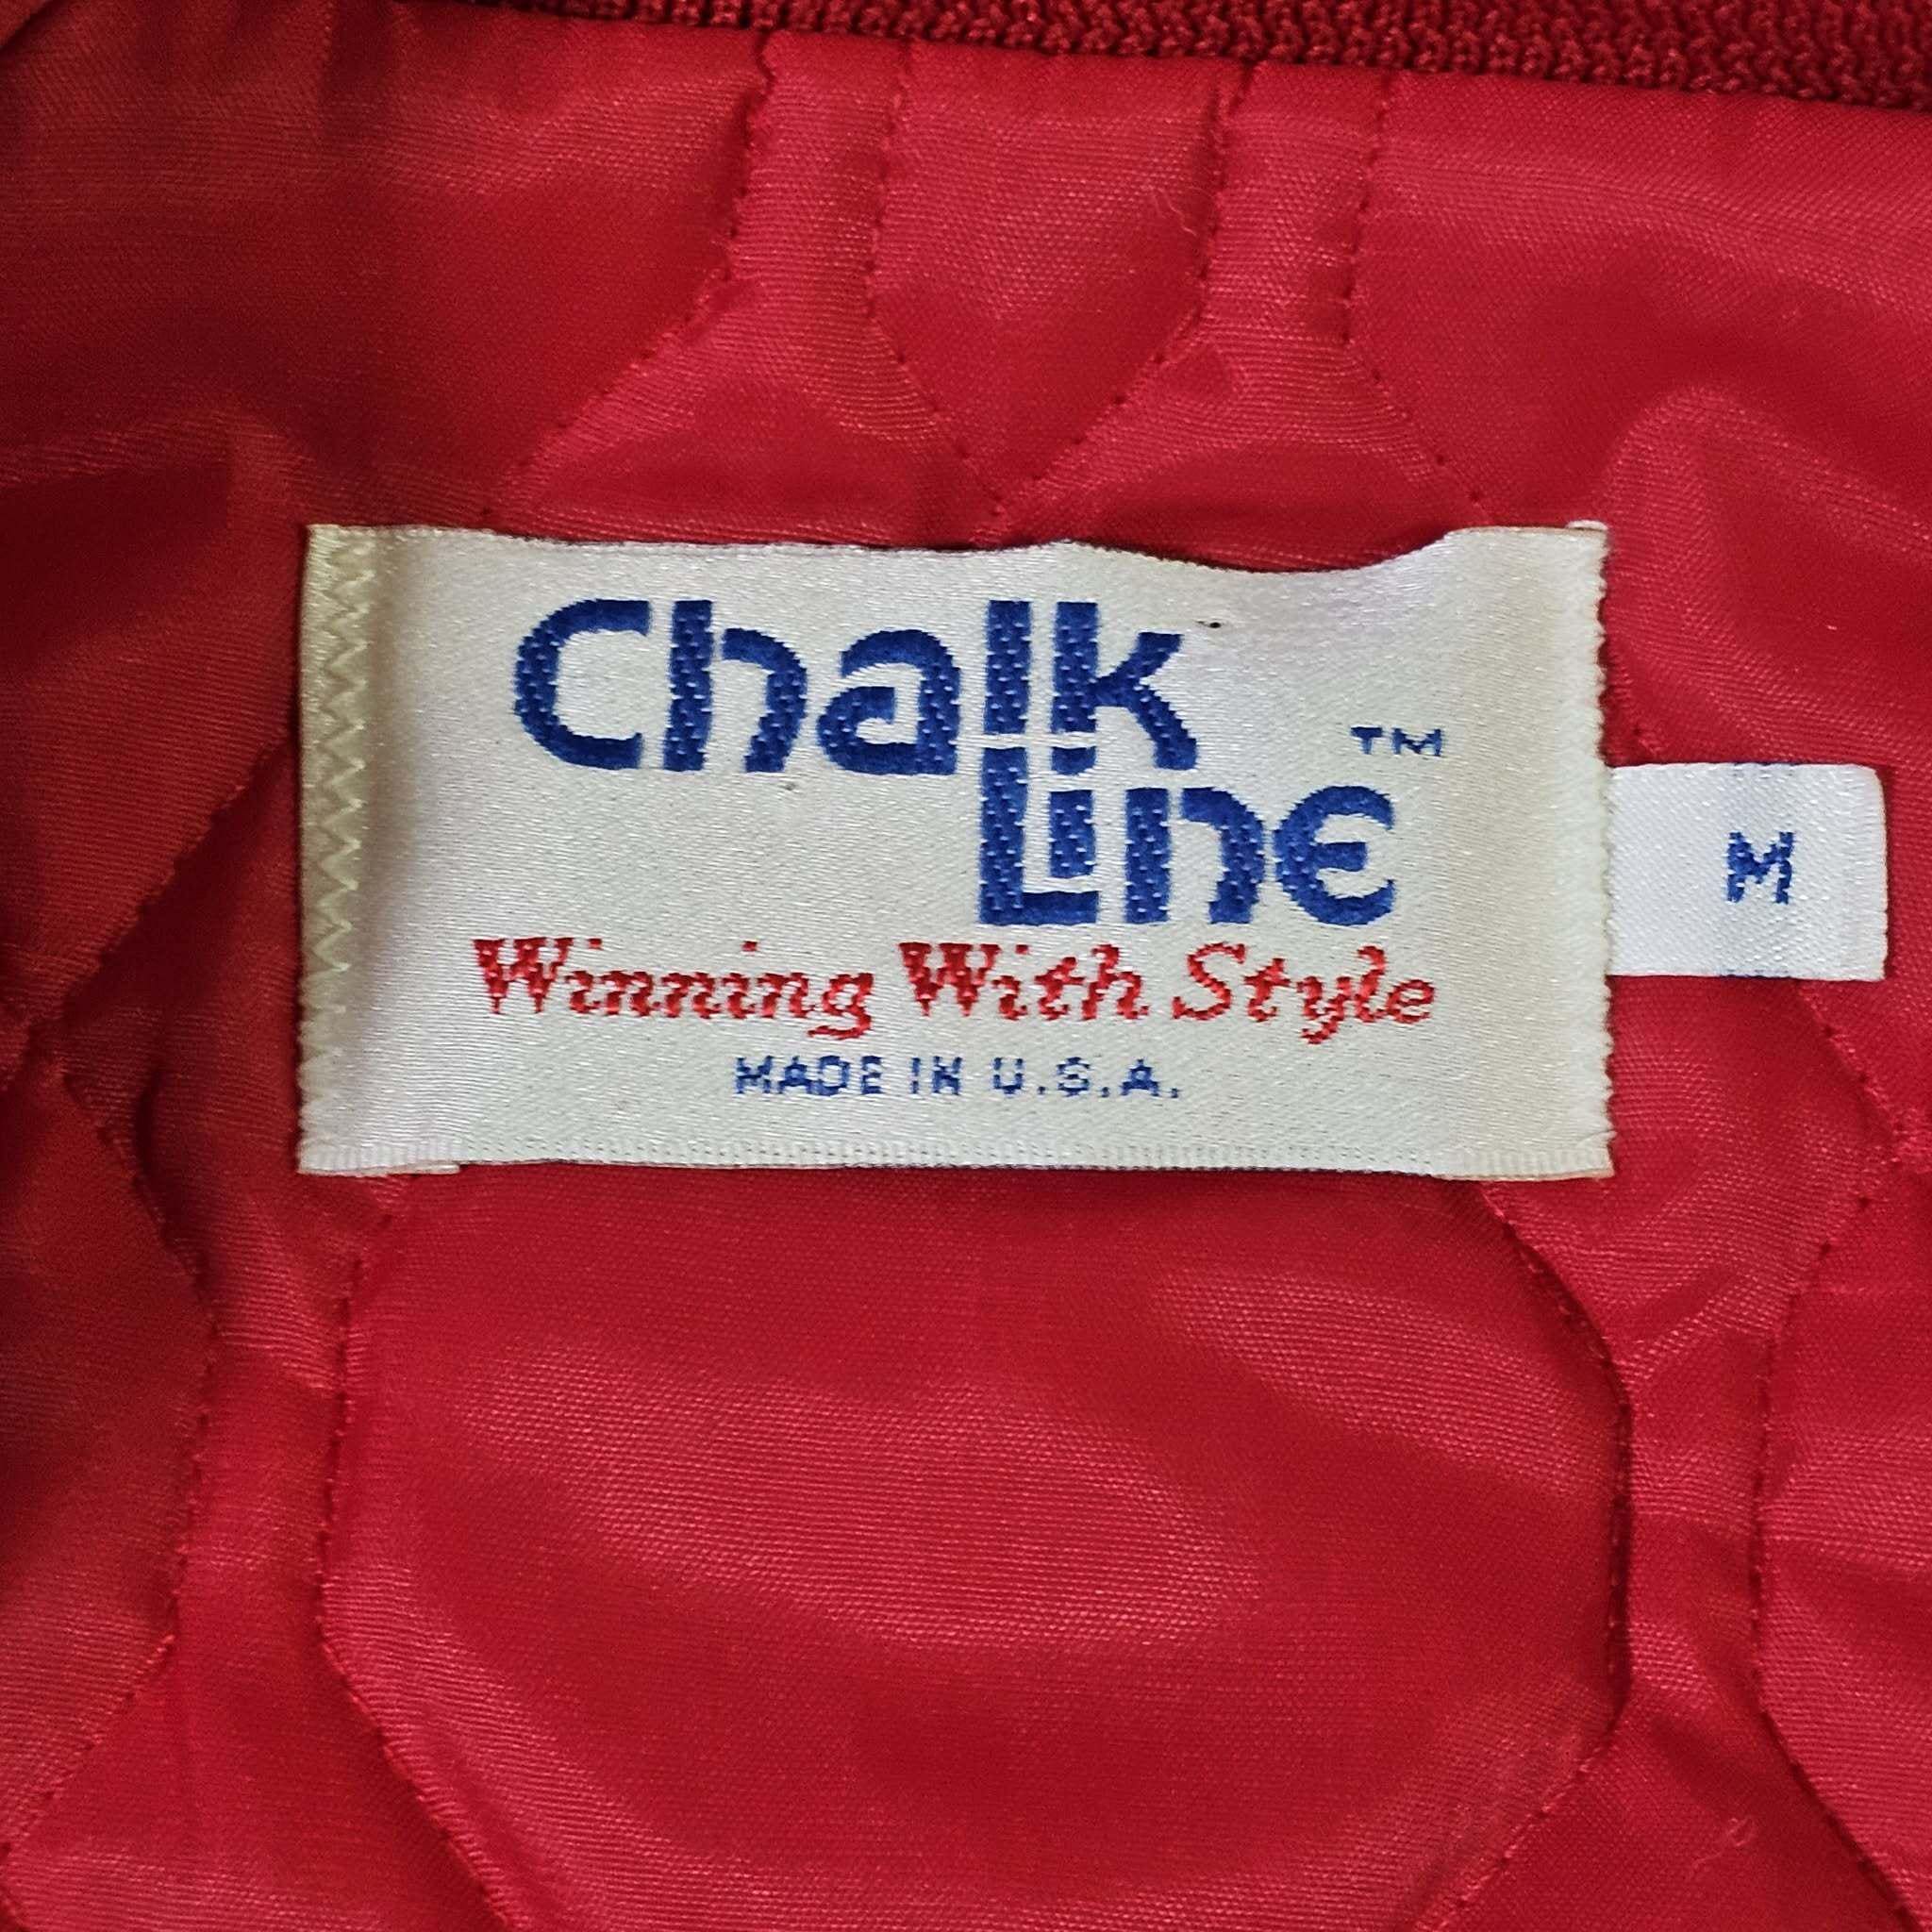 Chalk
Line™
Winning With Style
MADE IN U.S.A.
M